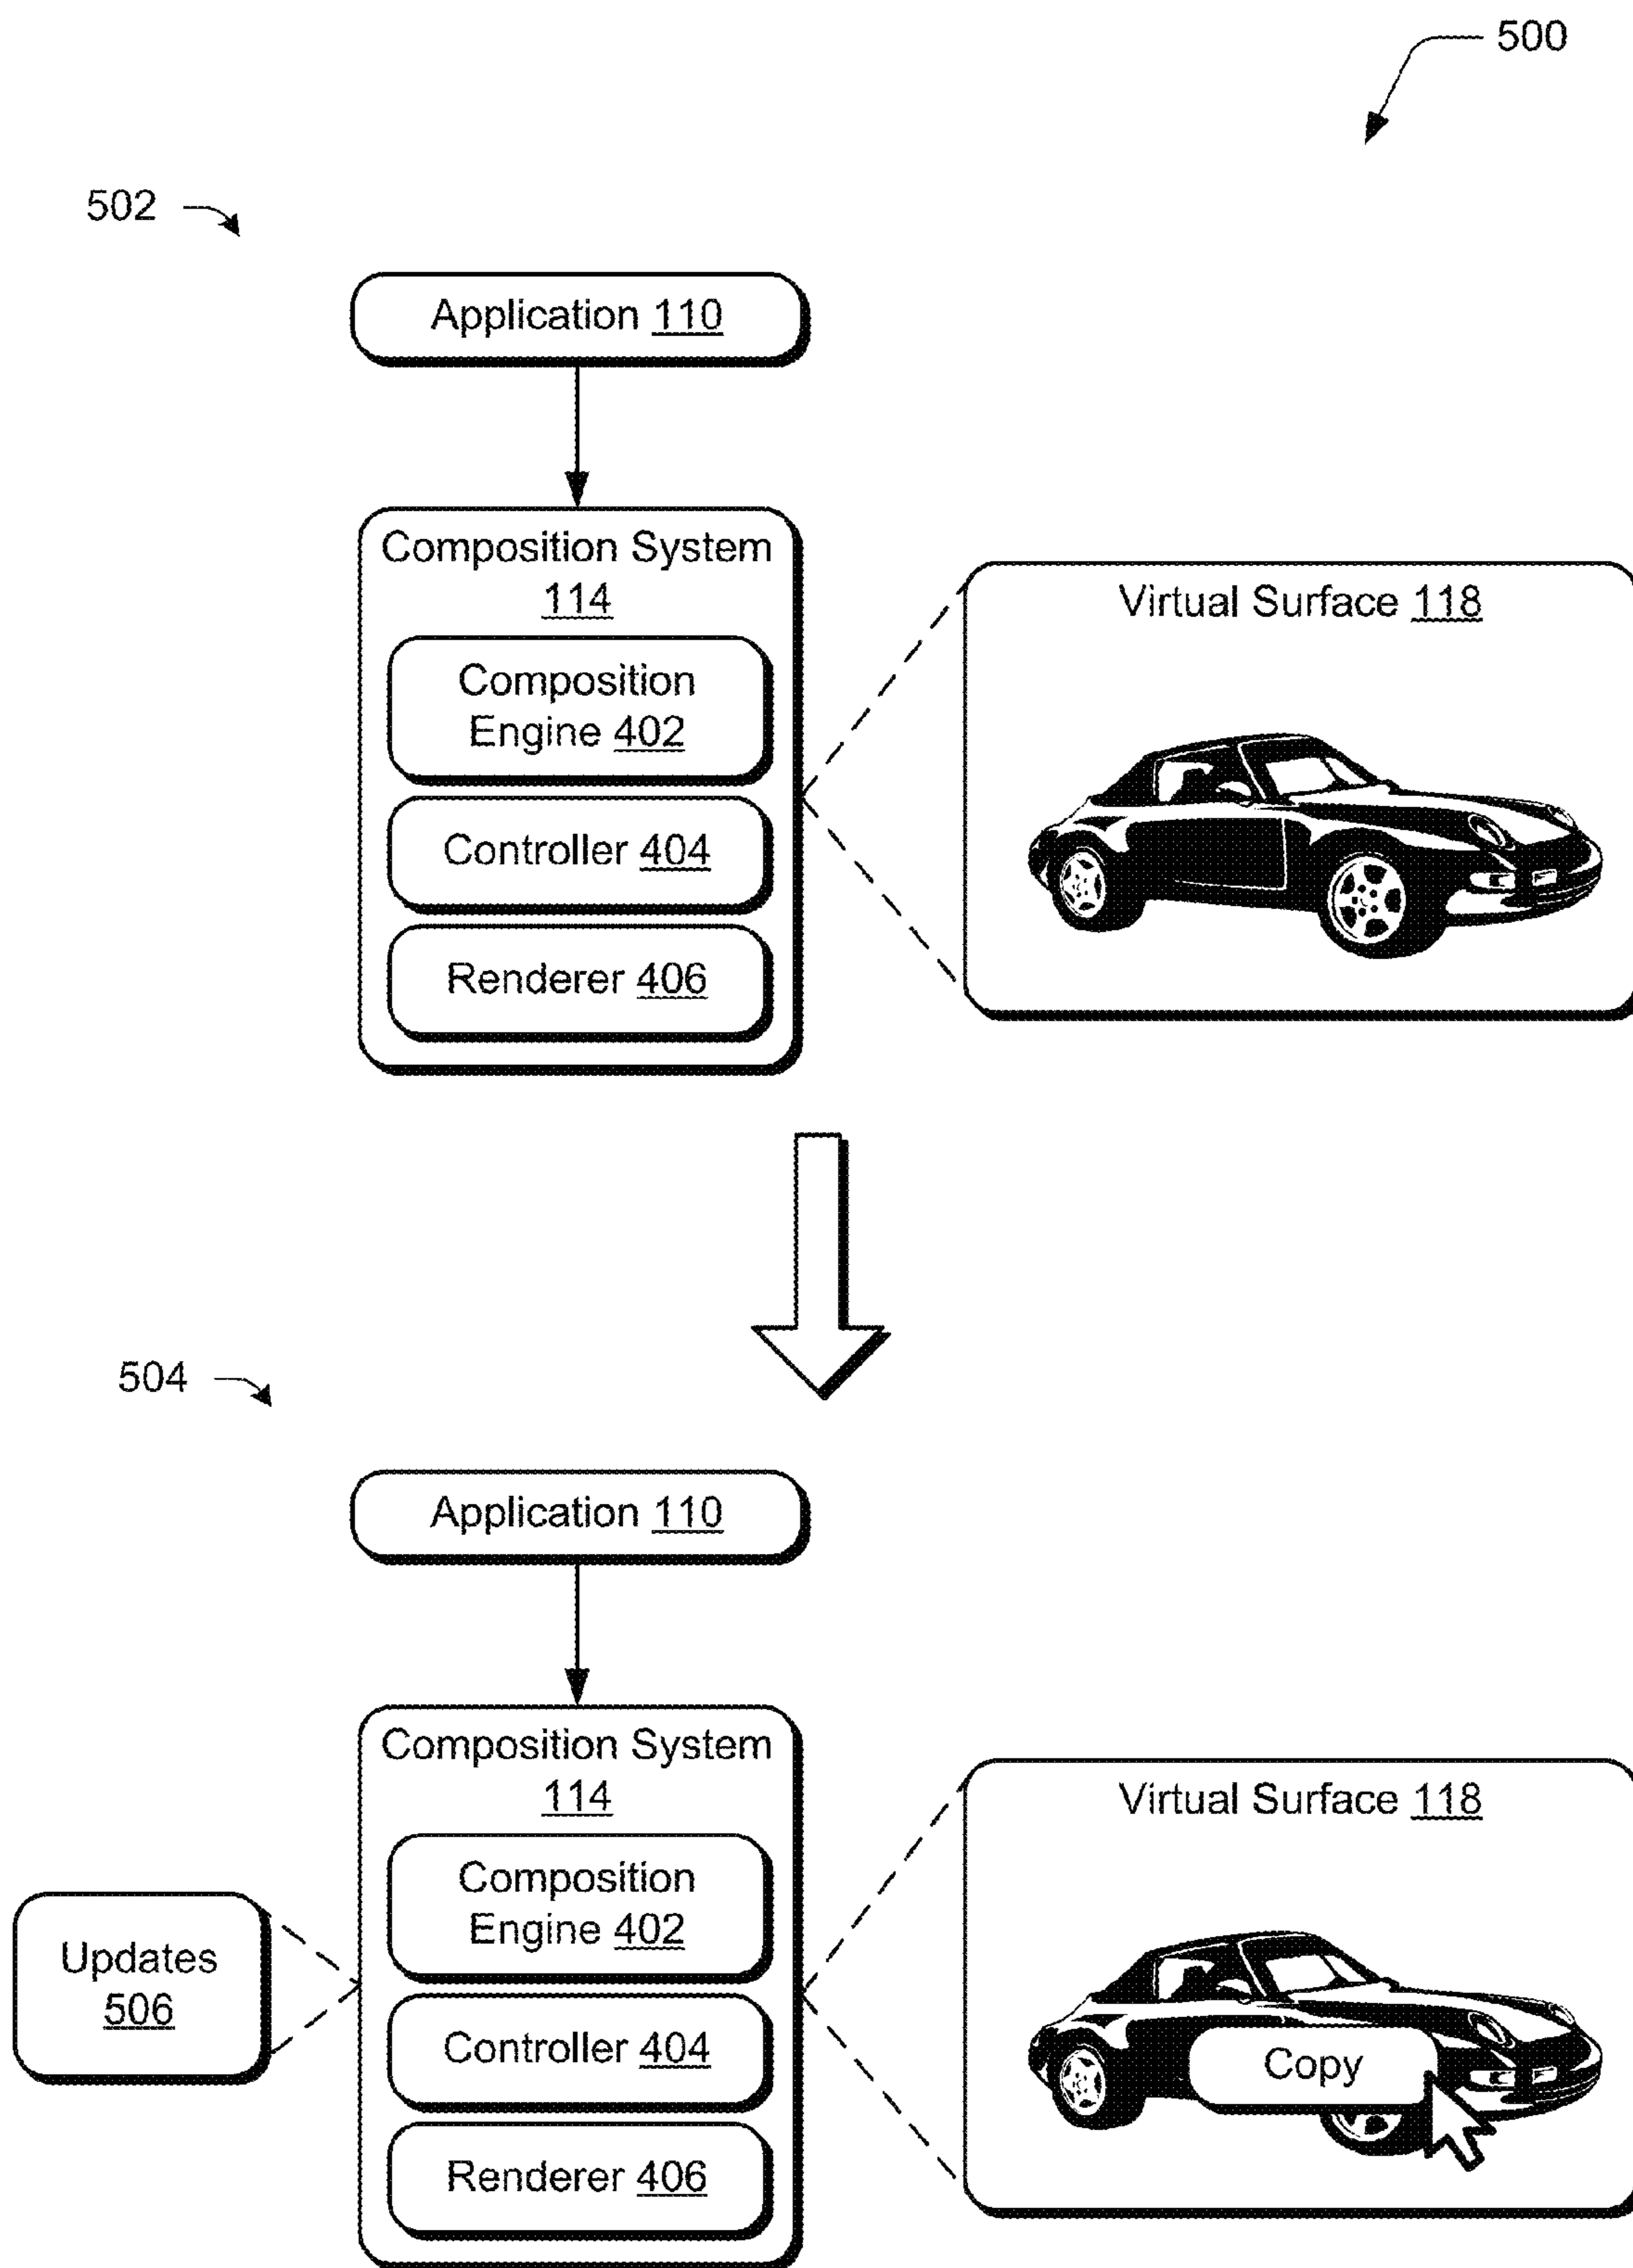 500
502
Application 110
Composition System
114
Virtual Surface 118
Composition
Engine 402
Controller 404
Renderer 406
504
Application 110
Composition System
114
Virtual Surface 118
Composition
Engine 402
Updates
506
Controller 404
Copy
Renderer 406